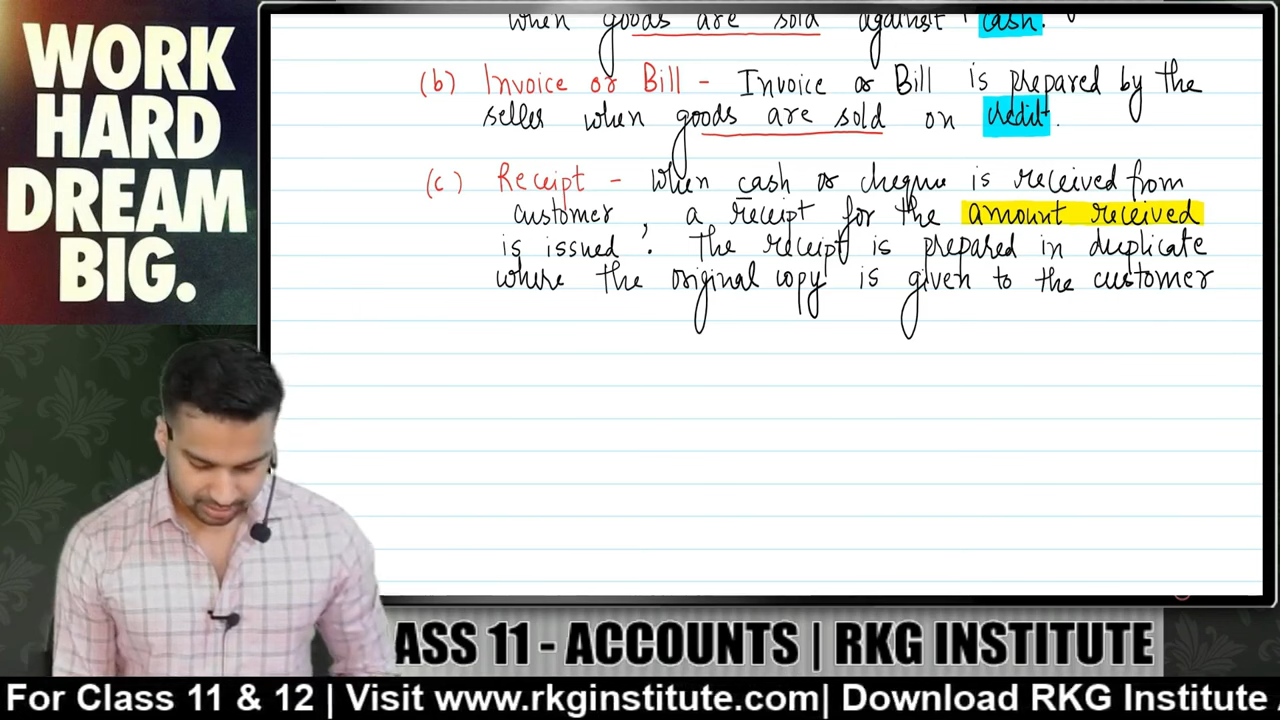 WORK
HARD
DREAM
BIG.
when goods are sold against cash.
(b) Invoice or Bill - Invoice or Bill is prepared by the
seller when goods are sold on credit.
(c) Receipt - When cash or cheque is received from
customer, a receipt for the amount received
is issued. The receipt is prepared in duplicate
where the original copy is given to the customer
ASS 11 - ACCOUNTS | RKG INSTITUTE
For Class 11 & 12 | Visit www.rkginstitute.com| Download RKG Institute